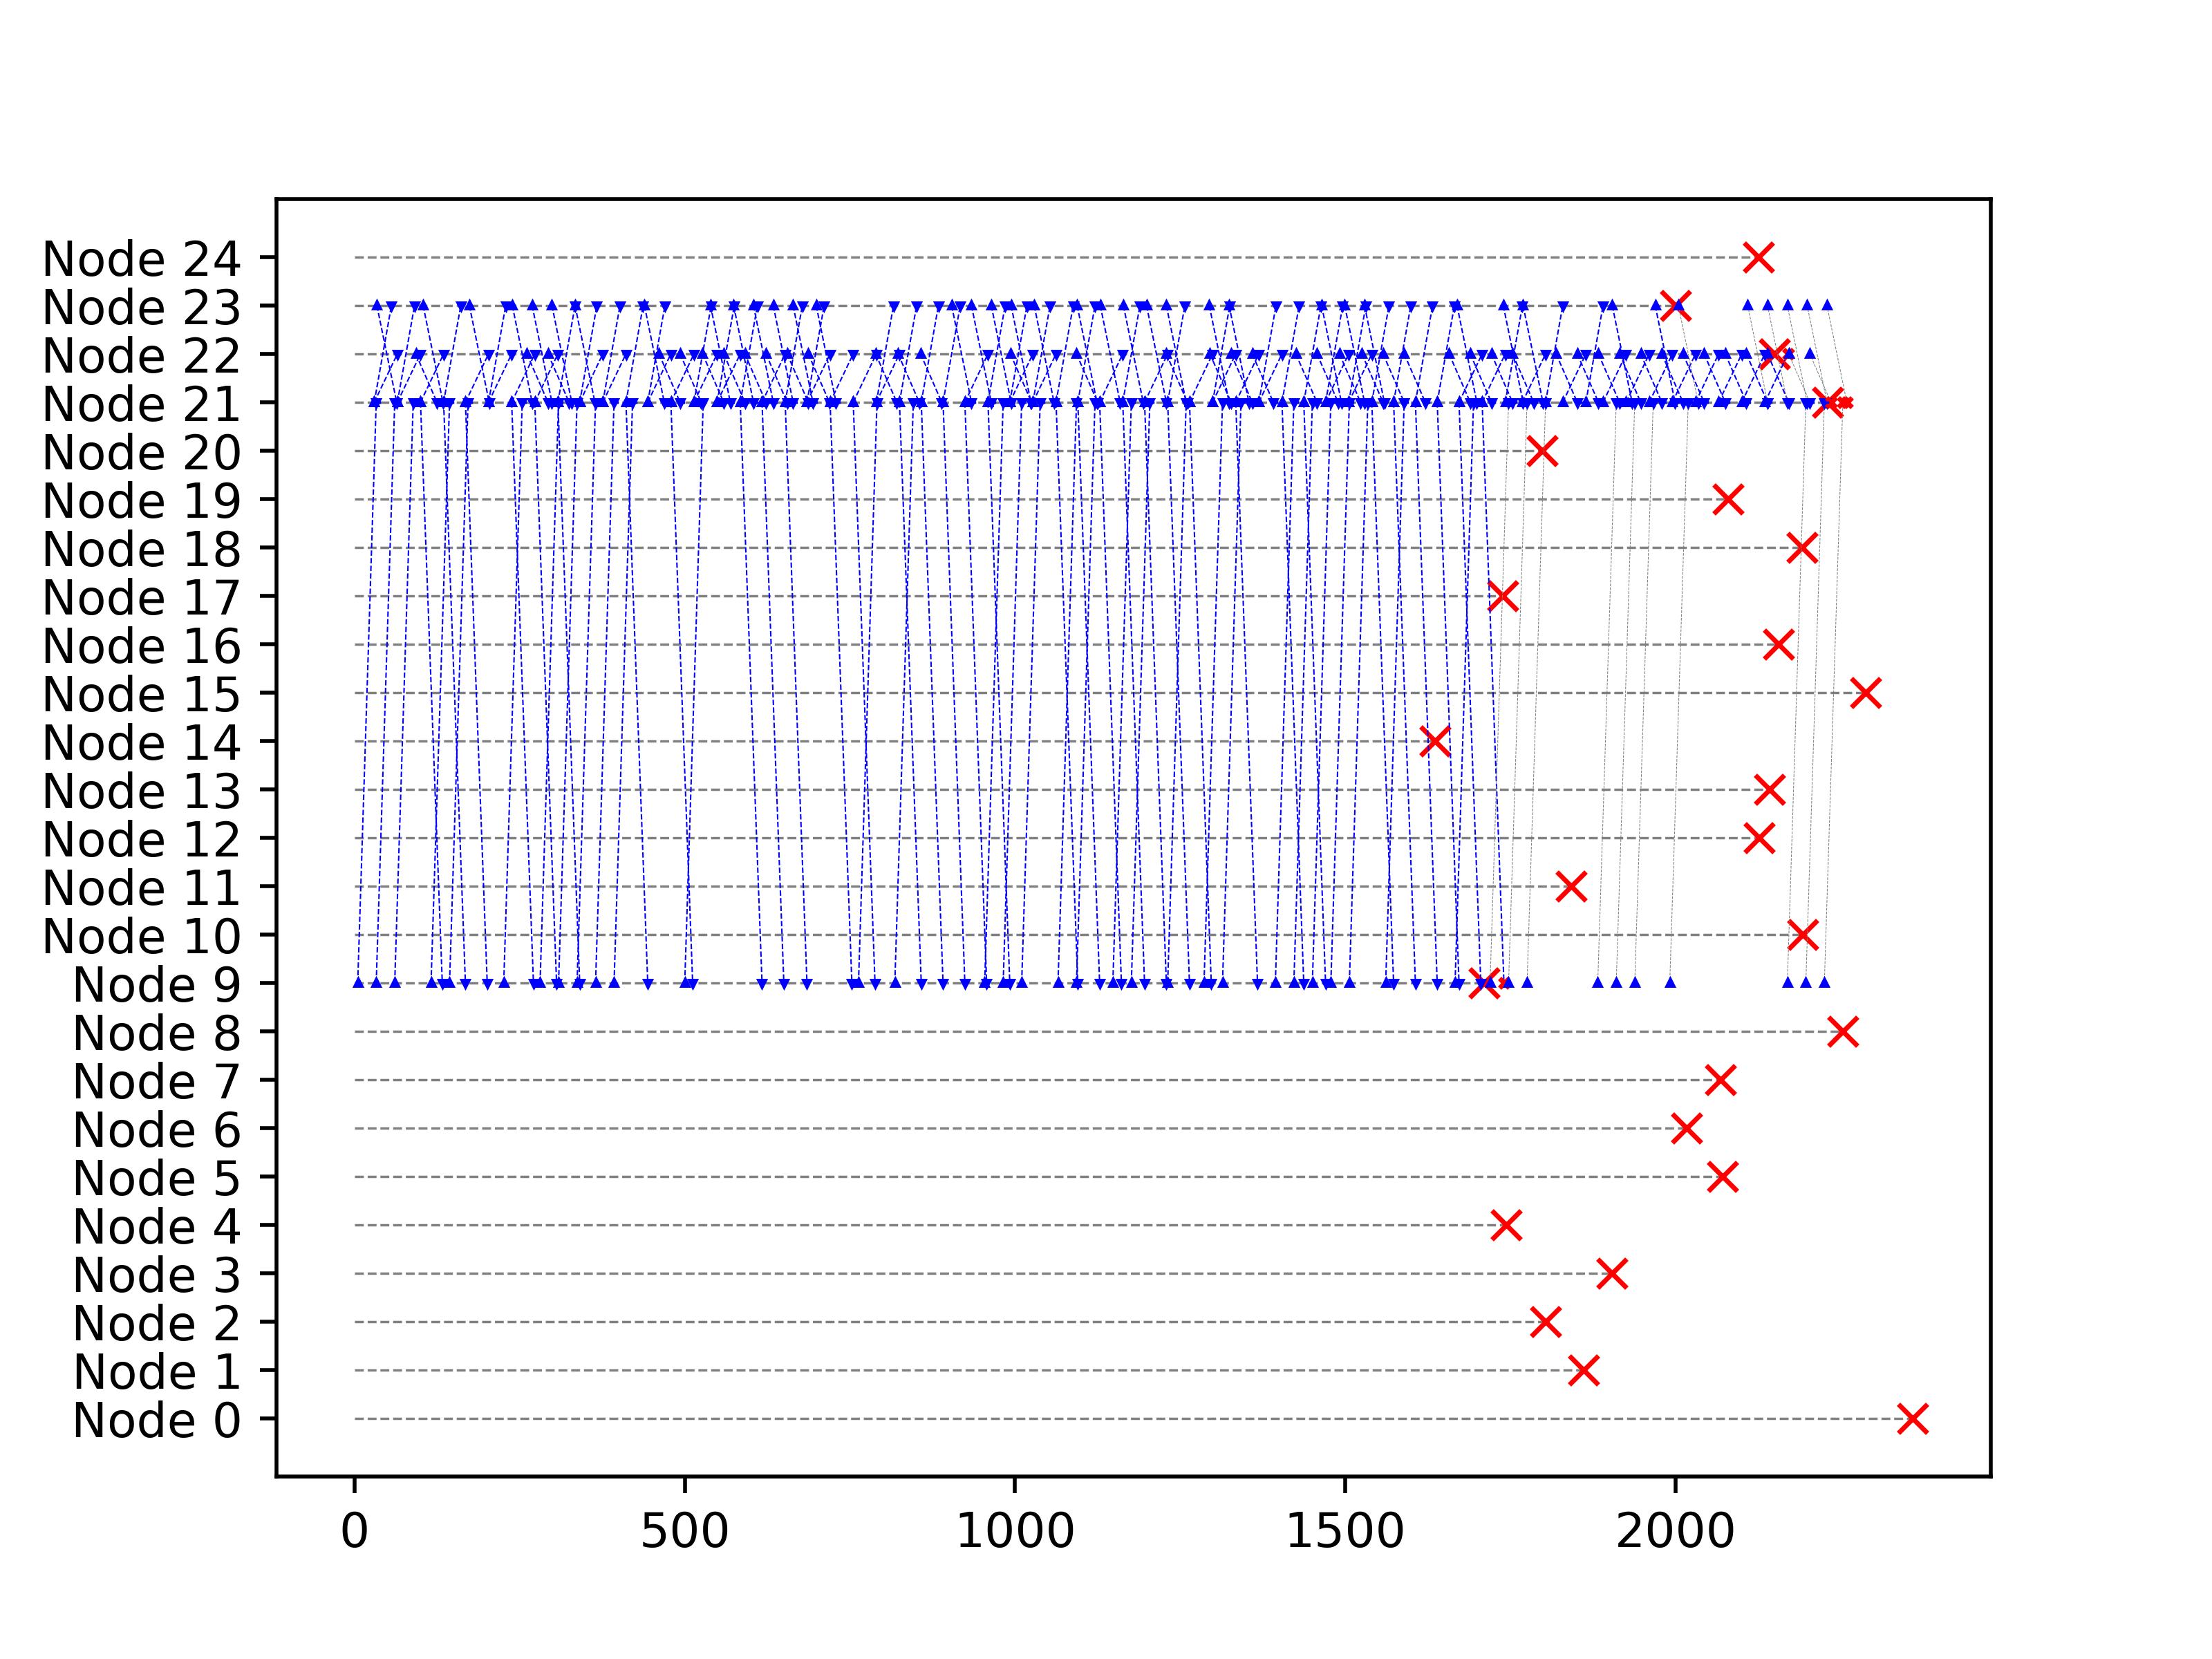 Node 24
Node 23
Node 22
Node 21
Node 20
Node 19
Node 18
Node 17
Node 16
Node 15
Node 14
Node 13
Node 12
Node 11
Node 10
Node 9
Node 8
Node 7
Node 6
Node 5
Node 4
Node 3
Node 2
Node 1
Node 0
0 500 1000 1500 2000